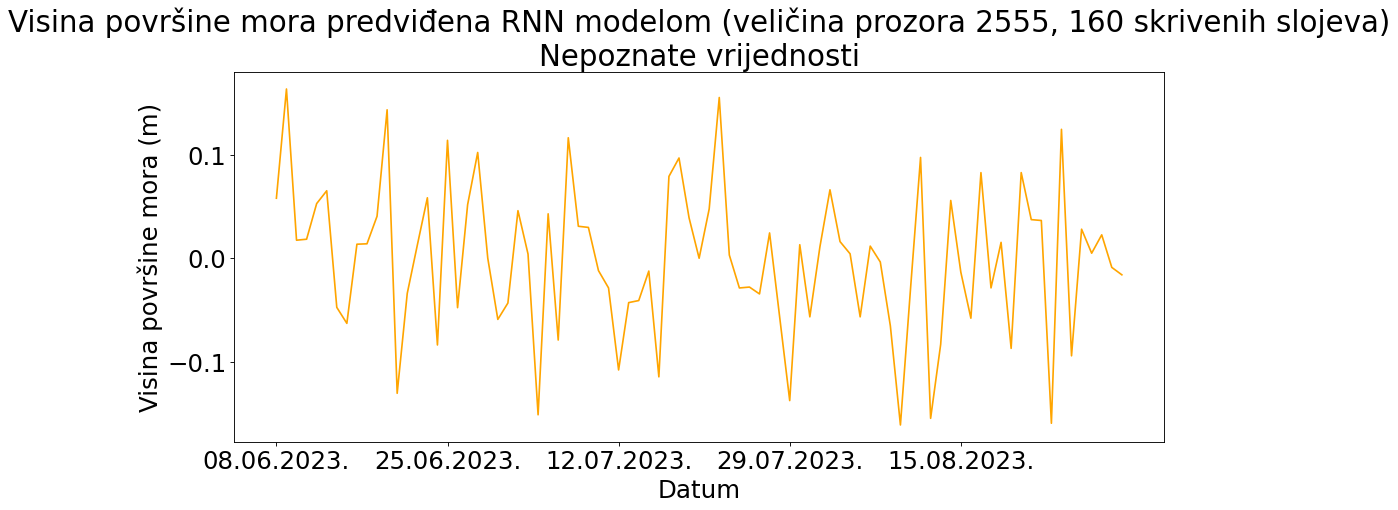 Visina površine mora predviđena RNN modelom (veličina prozora 2555, 160 skrivenih slojeva)
Nepoznate vrijednosti
Visina površine mora (m)
0.1
0.0
−0.1
08.06.2023. 25.06.2023. 12.07.2023. 29.07.2023. 15.08.2023.
Datum